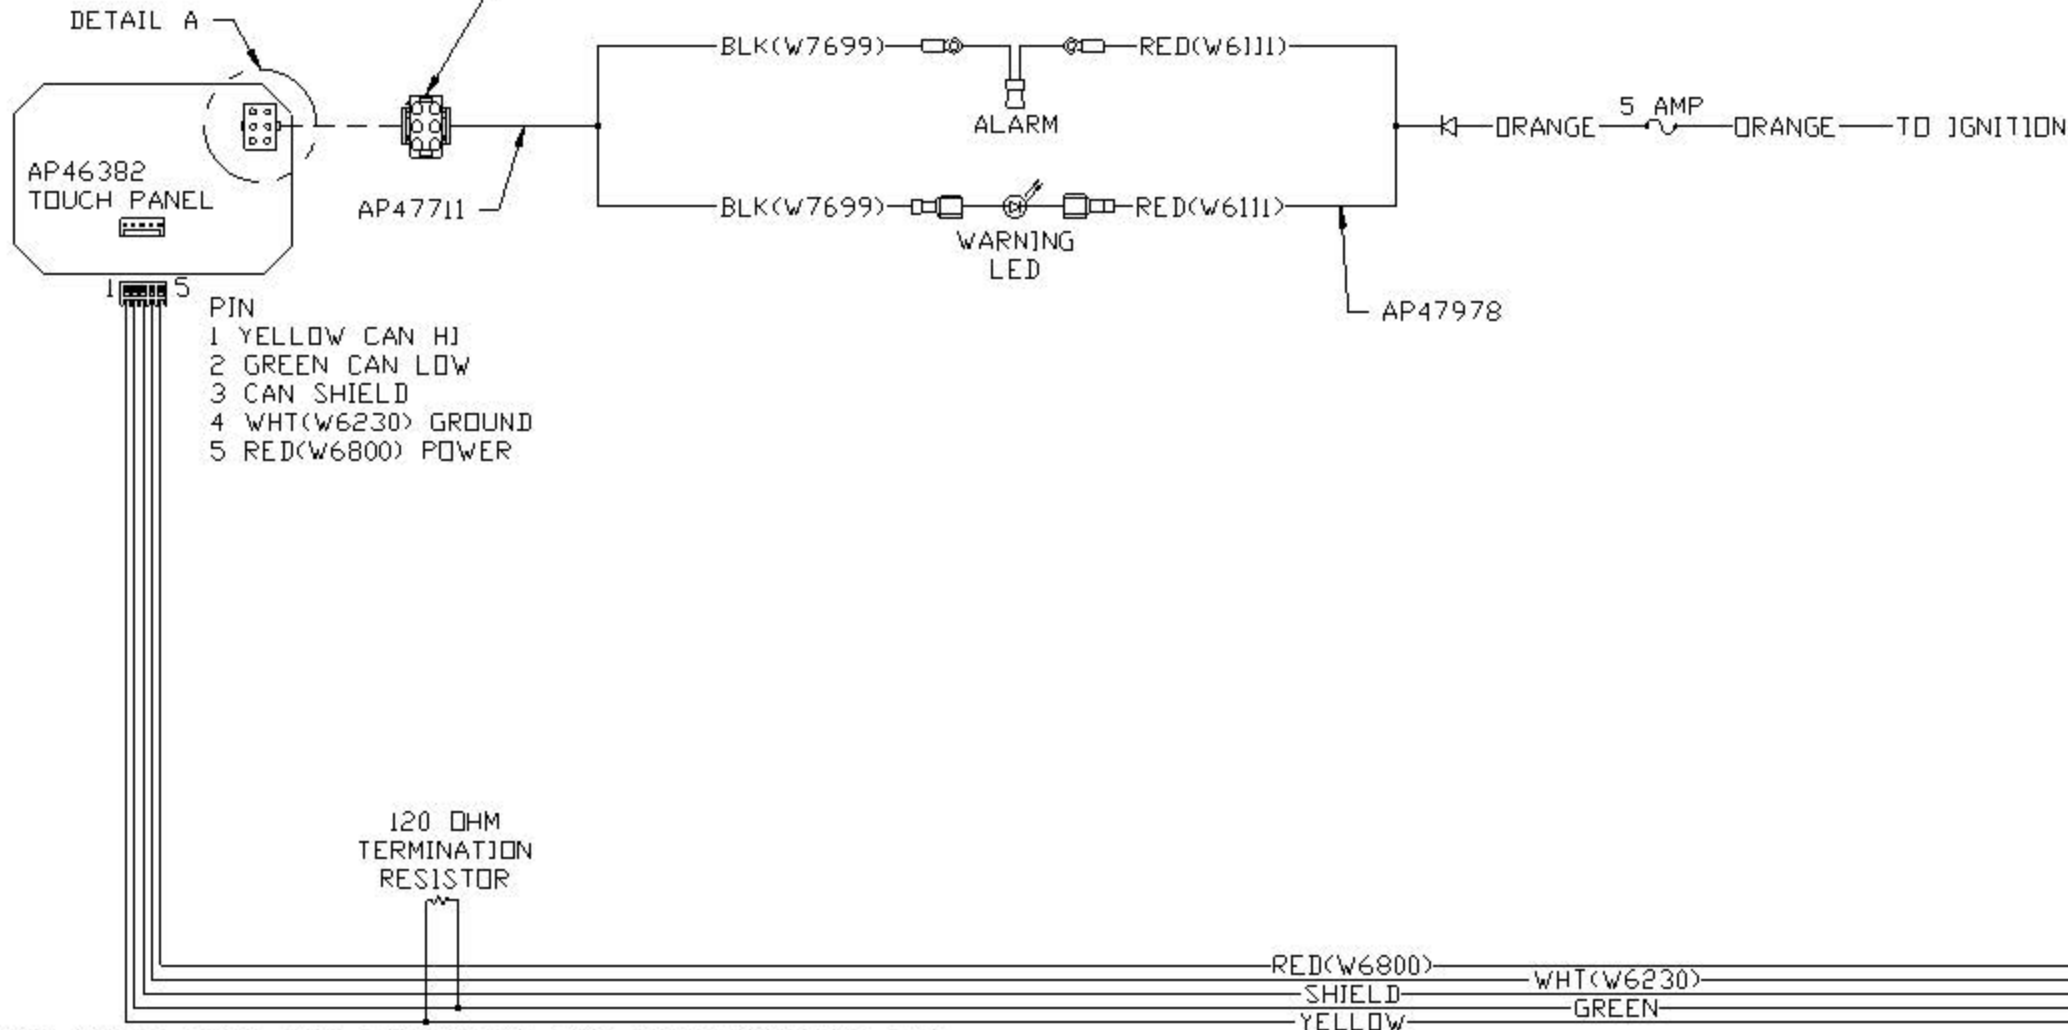 DETAIL A
BLK(W7699)
RED(W6111)
ALARM
5 AMP
ORANGE
ORANGE
TO IGNITION
AP46382
TOUCH PANEL
AP47711
BLK(W7699)
RED(W6111)
WARNING
LED
AP47978
1
5
PIN
1 YELLOW CAN HI
2 GREEN CAN LOW
3 CAN SHIELD
4 WHT(W6230) GROUND
5 RED(W6800) POWER
120 OHM
TERMINATION
RESISTOR
RED(W6800)
WHT(W6230)
SHIELD
GREEN
YELLOW